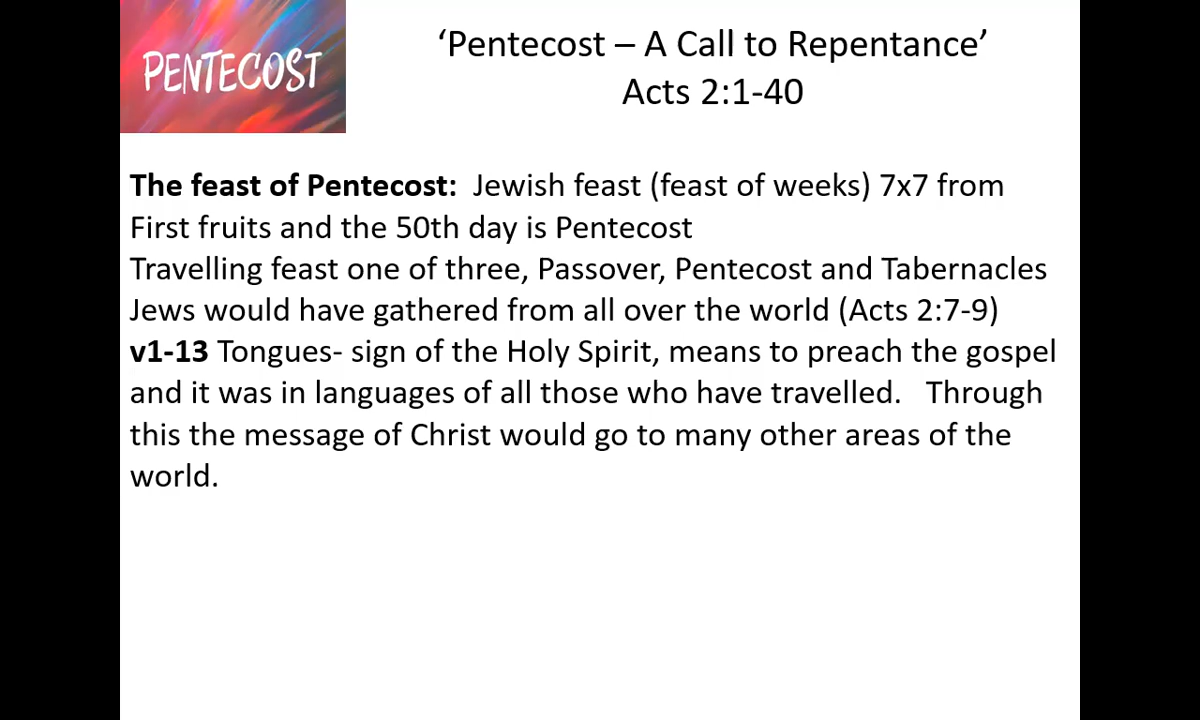 PENTECOST
‘Pentecost – A Call to Repentance’
Acts 2:1-40
The feast of Pentecost:  Jewish feast (feast of weeks) 7x7 from
First fruits and the 50th day is Pentecost
Travelling feast one of three, Passover, Pentecost and Tabernacles
Jews would have gathered from all over the world (Acts 2:7-9)
v1-13 Tongues- sign of the Holy Spirit, means to preach the gospel
and it was in languages of all those who have travelled.   Through
this the message of Christ would go to many other areas of the
world.